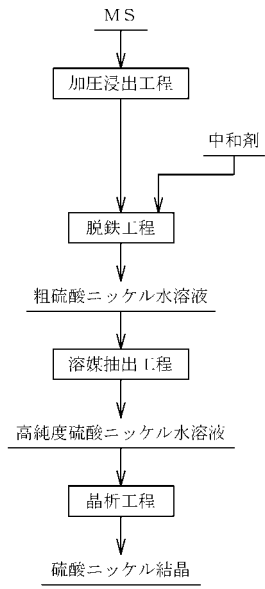 ＭＳ
加圧浸出工程
中和剤
脱鉄工程
粗硫酸ニッケル水溶液
溶媒抽出工程
高純度硫酸ニッケル水溶液
晶析工程
硫酸ニッケル結晶